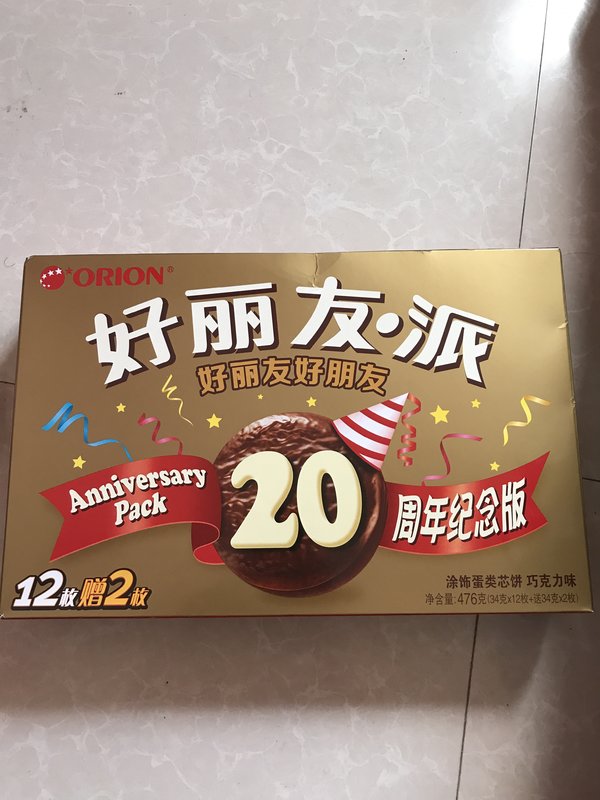 ORION®
好丽友·派
好丽友好朋友
Anniversary
Pack
20
周年纪念版
12枚赠2枚
涂饰蛋类芯饼 巧克力味
净含量:476克(34克x12枚+送34克x2枚)